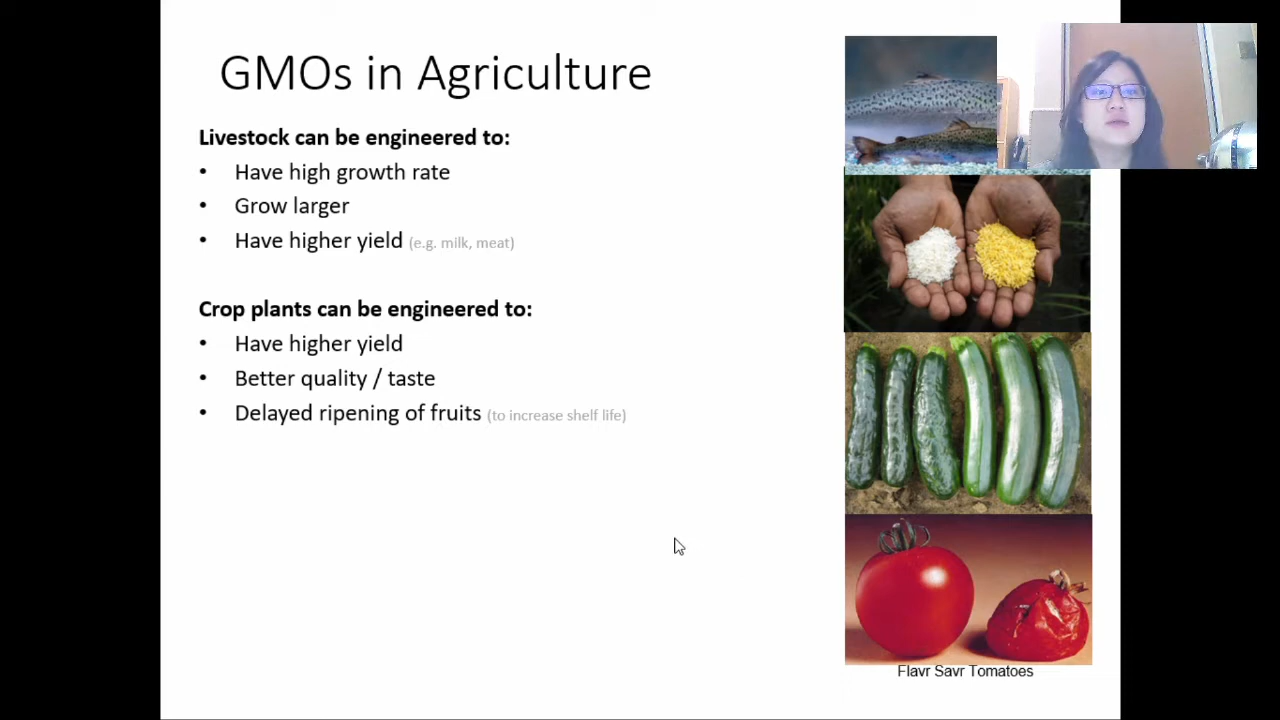 GMOs in Agriculture
Livestock can be engineered to:
• Have high growth rate
• Grow larger
• Have higher yield (e.g. milk, meat)
Crop plants can be engineered to:
• Have higher yield
• Better quality / taste
• Delayed ripening of fruits (to increase shelf life)
Flavr Savr Tomatoes